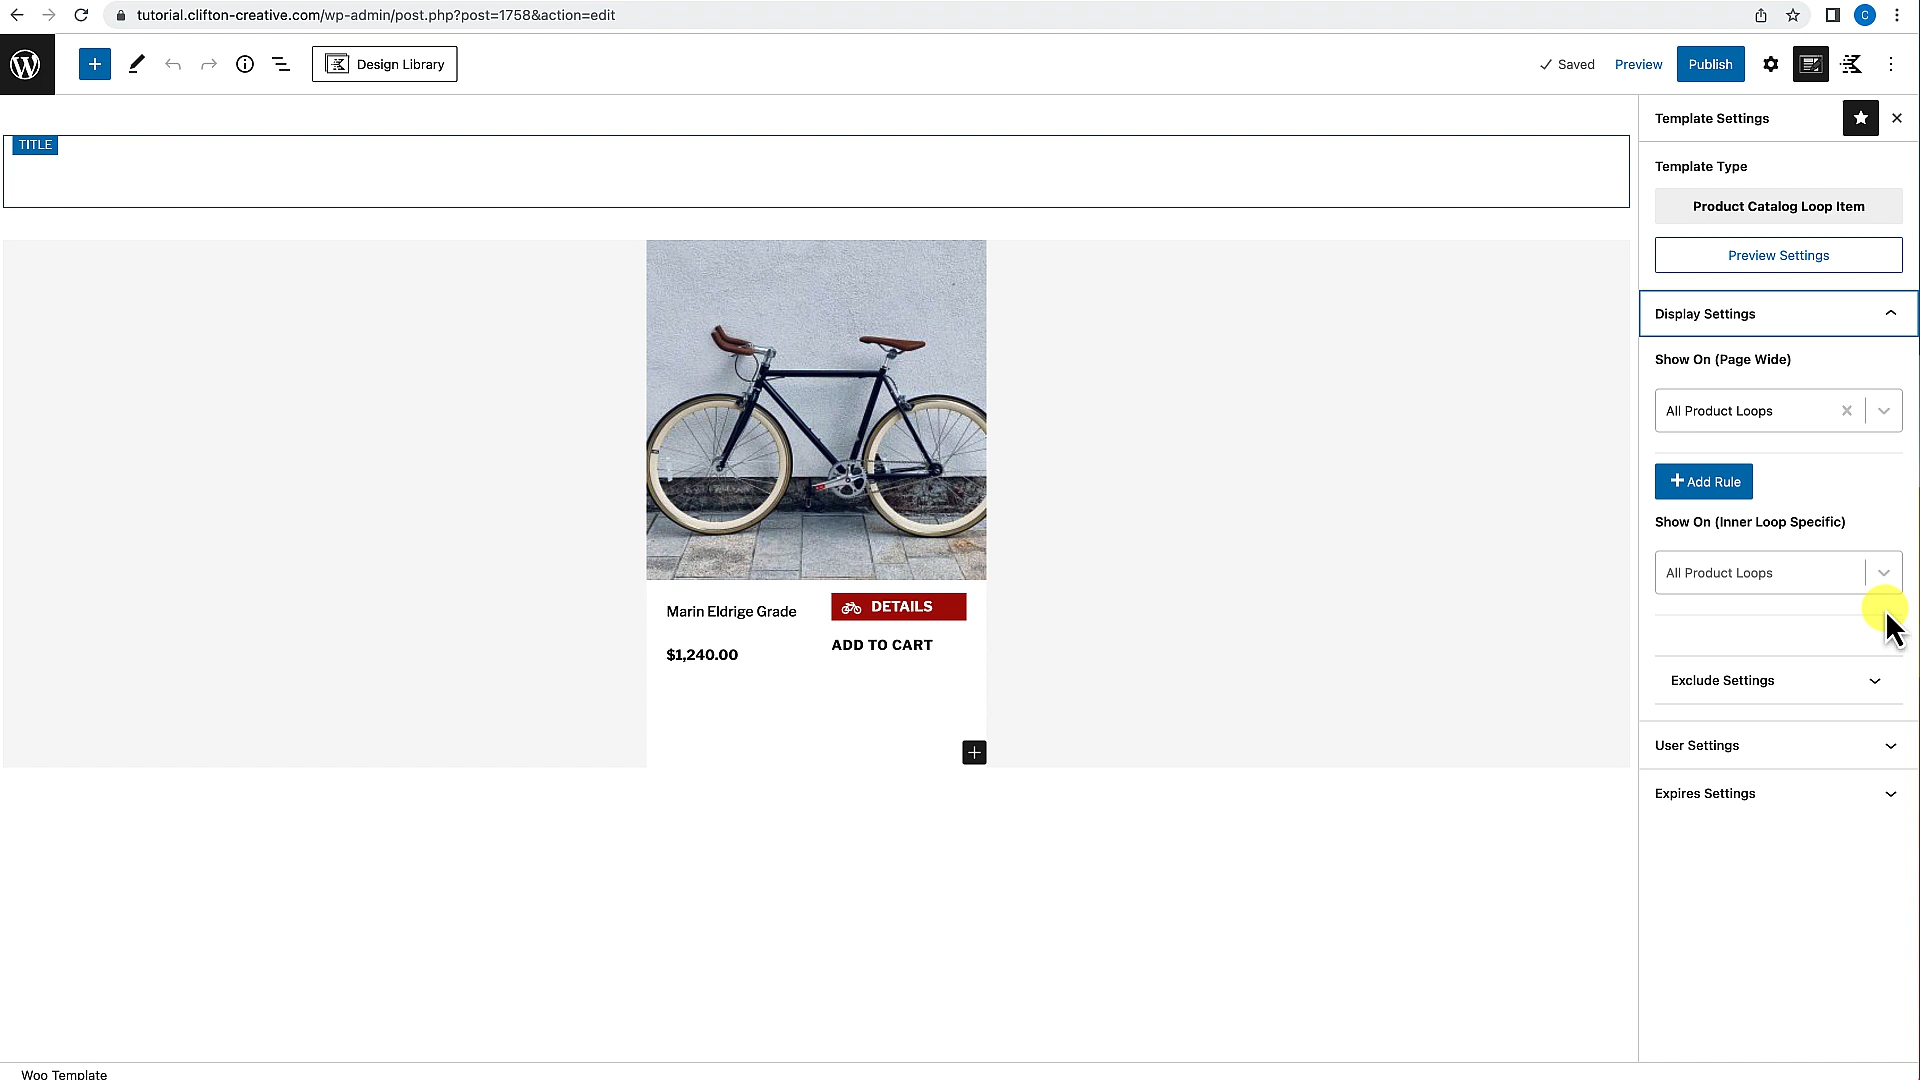 tutorial.clifton-creative.com/wp-admin/post.php?post=1758&action=edit
C
Design Library
Saved
Preview
Publish
TITLE
Template Settings
Template Type
Product Catalog Loop Item
Preview Settings
Display Settings
Show On (Page Wide)
All Product Loops
Add Rule
Show On (Inner Loop Specific)
All Product Loops
Marin Eldrige Grade
DETAILS
$1,240.00
ADD TO CART
Exclude Settings
User Settings
Expires Settings
Woo Template